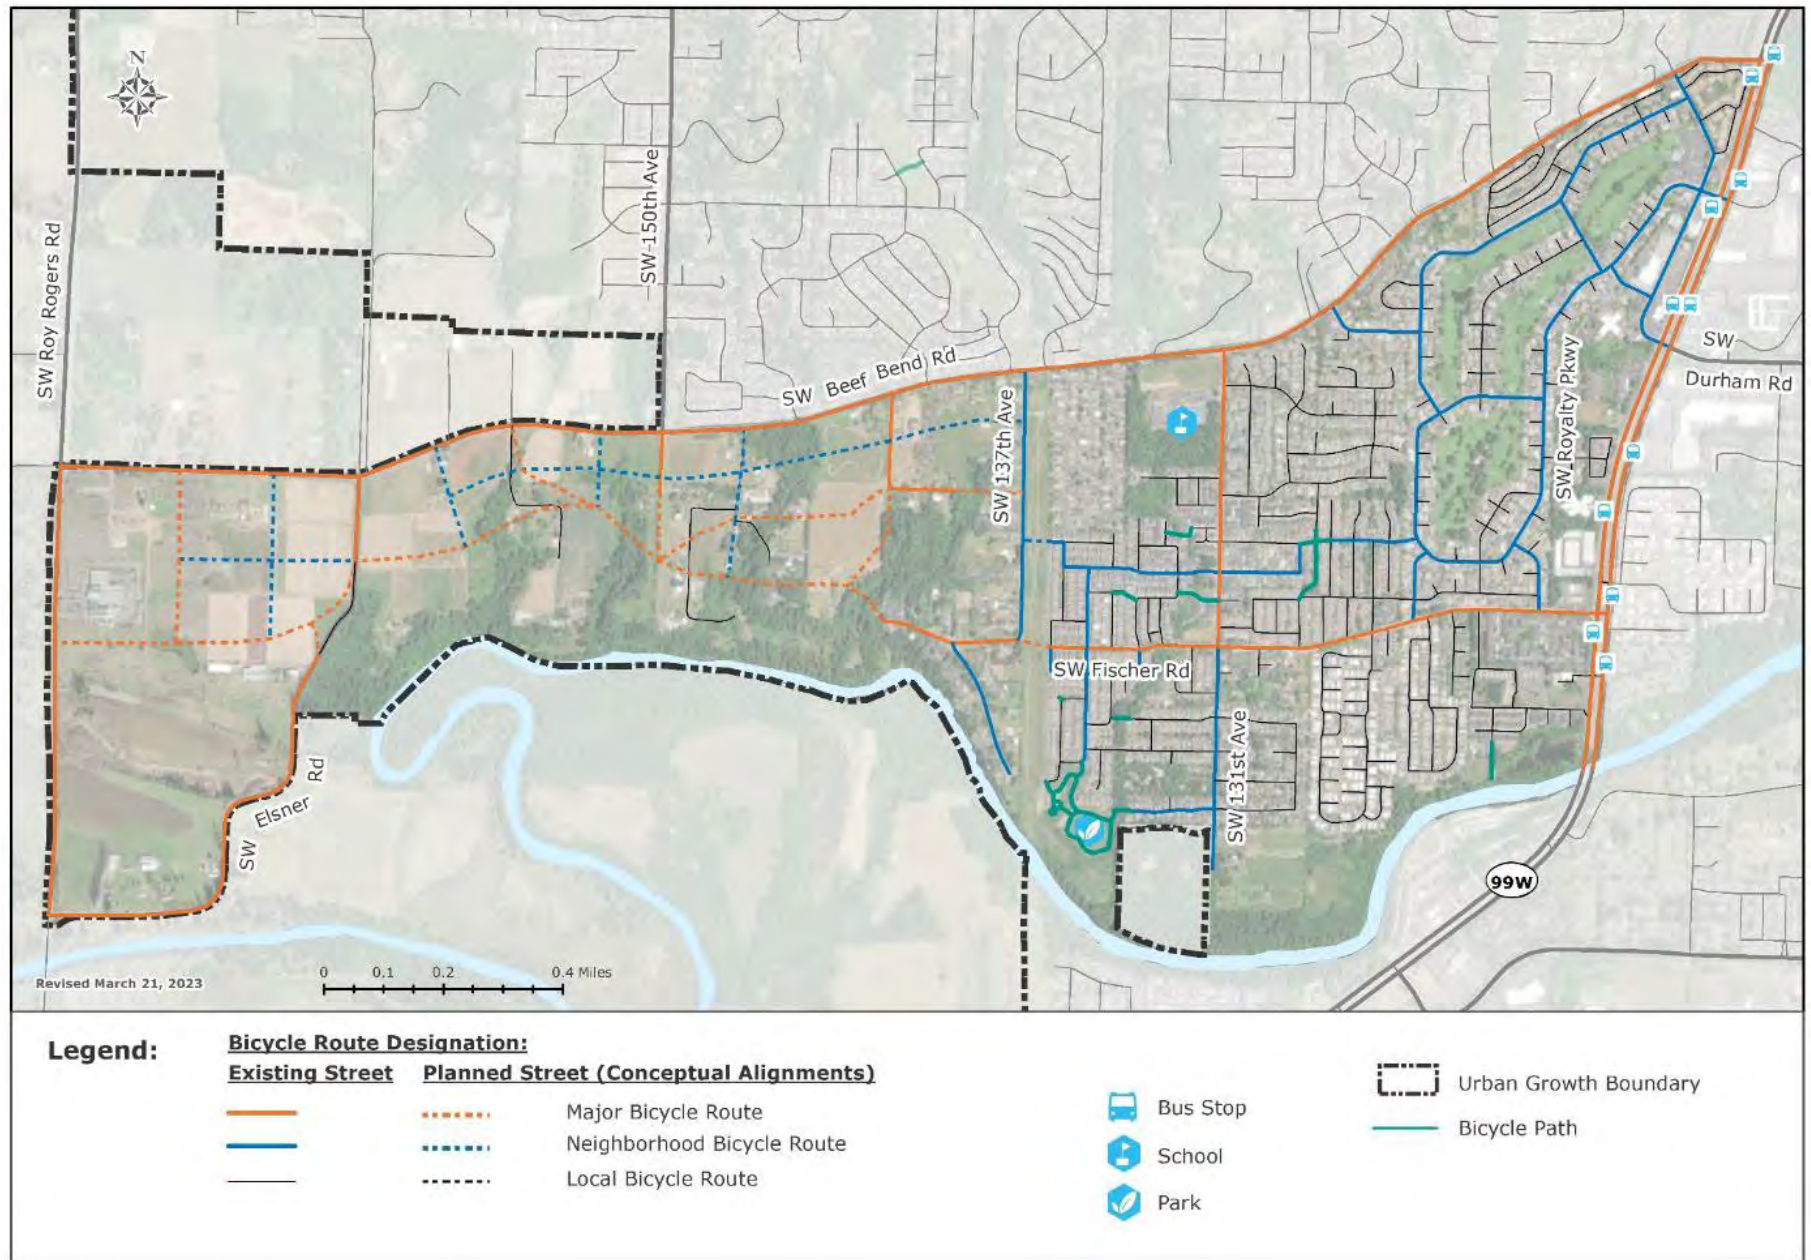 N
SW Roy Rogers Rd
SW 150th Ave
SW Beef Bend Rd
SW 137th Ave
SW Royalty Pkwy
SW
Durham Rd
SW Fischer Rd
SW 131st Ave
SW Elsner Rd
99W
0 0.1 0.2 0.4 Miles
Revised March 21, 2023
Legend:
Bicycle Route Designation:
Existing Street Planned Street (Conceptual Alignments)
Major Bicycle Route
Neighborhood Bicycle Route
Local Bicycle Route
Bus Stop
School
Park
Urban Growth Boundary
Bicycle Path